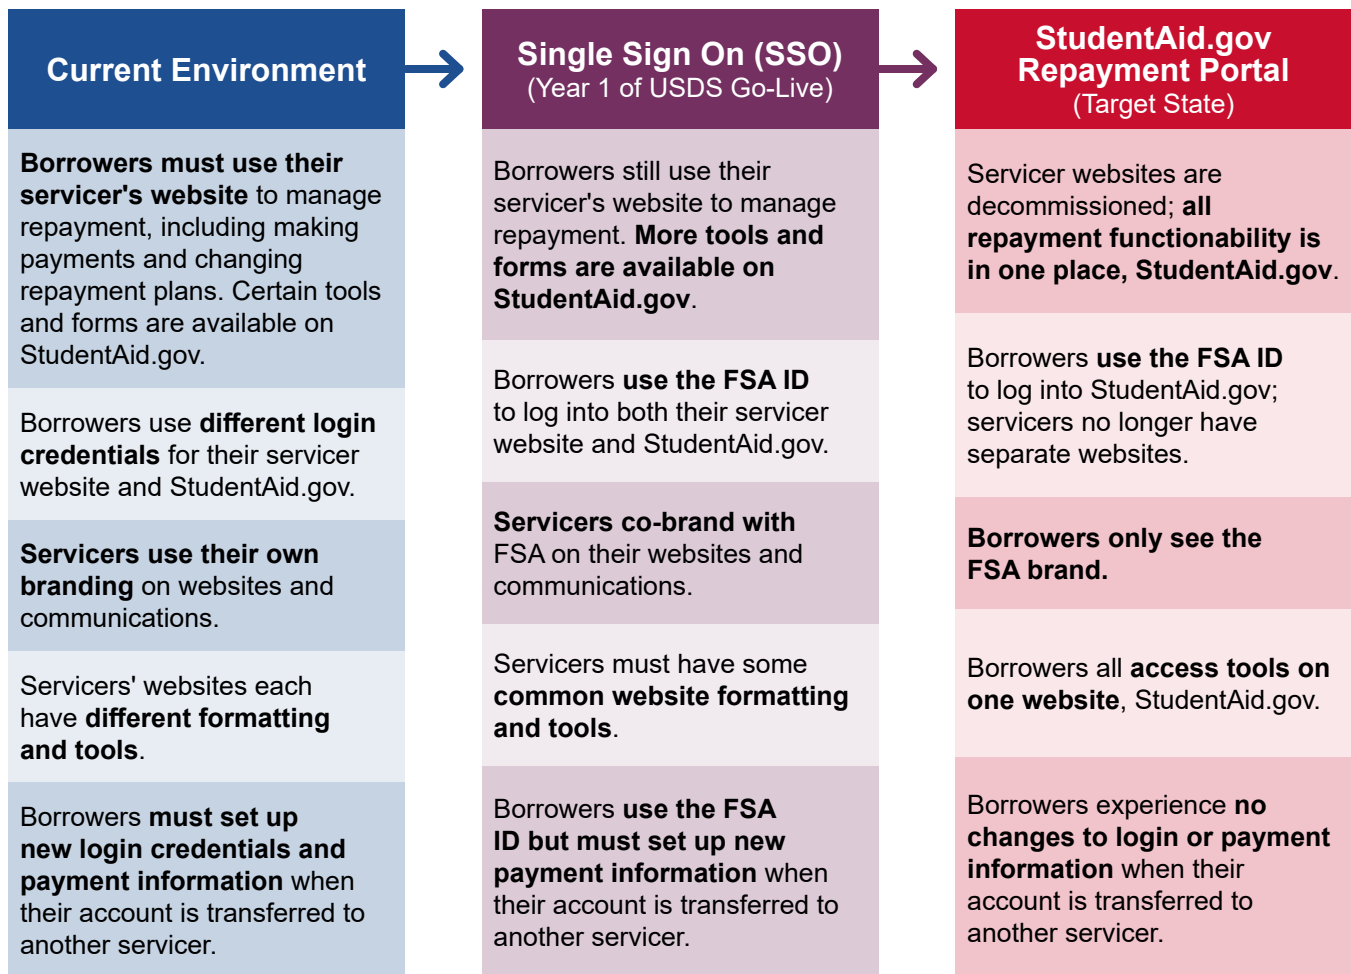 Current Environment
Borrowers must use their
servicer's website to manage
repayment, including making
payments and changing
repayment plans. Certain tools
and forms are available on
StudentAid.gov.
Borrowers use different login
credentials for their servicer
website and StudentAid.gov.
Servicers use their own
branding on websites and
communications.
Servicers' websites each
have different formatting
and tools.
Borrowers must set up
new login credentials and
payment information when
their account is transferred to
another servicer.
Single Sign On (SSO)
(Year 1 of USDS Go-Live)
Borrowers still use their
servicer's website to manage
repayment. More tools and
forms are available on
StudentAid.gov.
Borrowers use the FSA ID
to log into both their servicer
website and StudentAid.gov.
Servicers co-brand with
FSA on their websites and
communications.
Servicers must have some
common website formatting
and tools.
Borrowers use the FSA
ID but must set up new
payment information when
their account is transferred to
another servicer.
StudentAid.gov
Repayment Portal
(Target State)
Servicer websites are
decommissioned; all
repayment functionability is
in one place, StudentAid.gov.
Borrowers use the FSA ID
to log into StudentAid.gov;
servicers no longer have
separate websites.
Borrowers only see the
FSA brand.
Borrowers all access tools on
one website, StudentAid.gov.
Borrowers experience no
changes to login or payment
information when their
account is transferred to
another servicer.